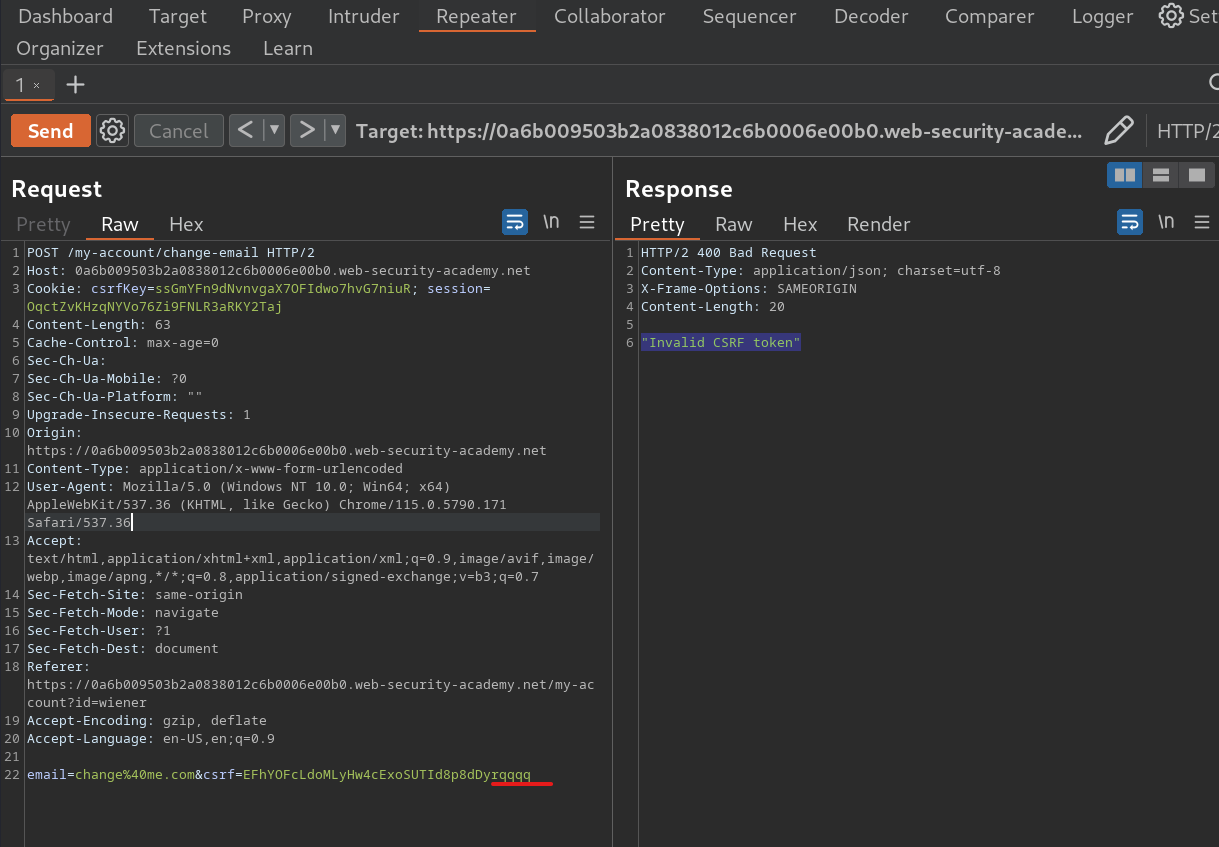 Dashboard Target Proxy Intruder Repeater Collaborator Sequencer Decoder Comparer Logger Set
Organizer Extensions Learn
1 × +
Send Cancel < ▼ > ▼ Target: https://0a6b009503b2a0838012c6b0006e00b0.web-security-acade... HTTP/2
Request
Pretty Raw Hex \n
1 POST /my-account/change-email HTTP/2
2 Host: 0a6b009503b2a0838012c6b0006e00b0.web-security-academy.net
3 Cookie: csrfKey=ssGmYFn9dNvnvgaX7OFIdwo7hvG7niuR; session=
OqctZvKHzqNYVo76Zi9FNLR3aRKY2Taj
4 Content-Length: 63
5 Cache-Control: max-age=0
6 Sec-Ch-Ua:
7 Sec-Ch-Ua-Mobile: ?0
8 Sec-Ch-Ua-Platform: ""
9 Upgrade-Insecure-Requests: 1
10 Origin:
https://0a6b009503b2a0838012c6b0006e00b0.web-security-academy.net
11 Content-Type: application/x-www-form-urlencoded
12 User-Agent: Mozilla/5.0 (Windows NT 10.0; Win64; x64)
AppleWebKit/537.36 (KHTML, like Gecko) Chrome/115.0.5790.171
Safari/537.36
13 Accept:
text/html,application/xhtml+xml,application/xml;q=0.9,image/avif,image/
webp,image/apng,*/*;q=0.8,application/signed-exchange;v=b3;q=0.7
14 Sec-Fetch-Site: same-origin
15 Sec-Fetch-Mode: navigate
16 Sec-Fetch-User: ?1
17 Sec-Fetch-Dest: document
18 Referer:
https://0a6b009503b2a0838012c6b0006e00b0.web-security-academy.net/my-ac
count?id=wiener
19 Accept-Encoding: gzip, deflate
20 Accept-Language: en-US,en;q=0.9
21
22 email=change%40me.com&csrf=EFhYOFcLdoMLyHw4cExoSUTId8p8dDyrqqqq
Response
Pretty Raw Hex Render \n
1 HTTP/2 400 Bad Request
2 Content-Type: application/json; charset=utf-8
3 X-Frame-Options: SAMEORIGIN
4 Content-Length: 20
5
6 "Invalid CSRF token"